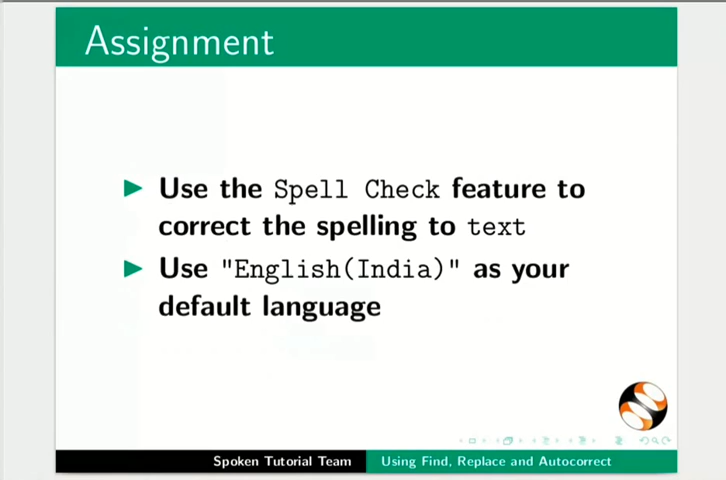 Assignment
Use the Spell Check feature to
correct the spelling to text
Use "English(India)" as your
default language
Spoken Tutorial Team
Using Find, Replace and Autocorrect